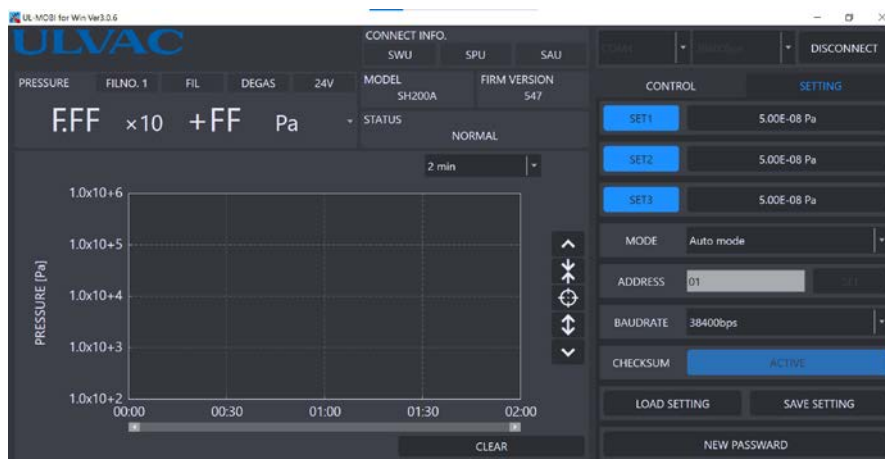 UL-MOBI for Win Ver3.0.6
ULVAC
CONNECT INFO.
SWU SPU SAU
DISCONNECT
PRESSURE FILNO. 1 FIL DEGAS 24V
F.FF ×10 +FF Pa
MODEL
SH200A
FIRM VERSION
547
STATUS
NORMAL
2 min
PRESSURE [Pa]
1.0x10+6
1.0x10+5
1.0x10+4
1.0x10+3
1.0x10+2
00:00 00:30 01:00 01:30 02:00
CLEAR
CONTROL SETTING
SET1 5.00E-08 Pa
SET2 5.00E-08 Pa
SET3 5.00E-08 Pa
MODE Auto mode
ADDRESS 01 SET
BAUDRATE 38400bps
CHECKSUM ACTIVE
LOAD SETTING SAVE SETTING
NEW PASSWARD